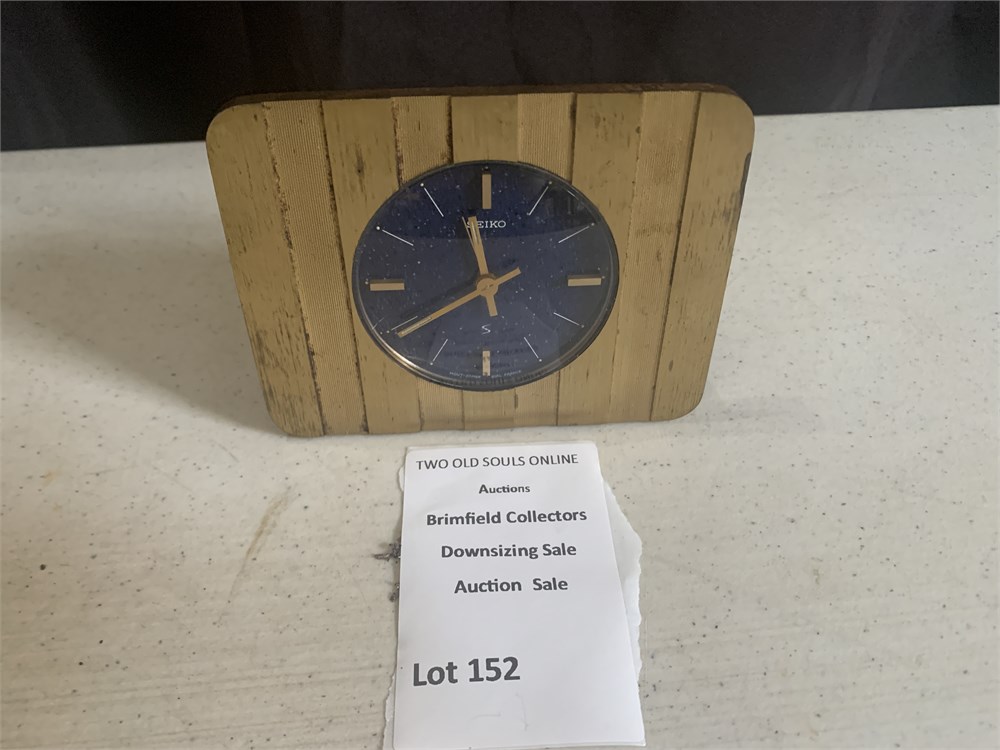 SEIKO
S
TWO OLD SOULS ONLINE
Auctions
Brimfield Collectors
Downsizing Sale
Auction Sale
Lot 152